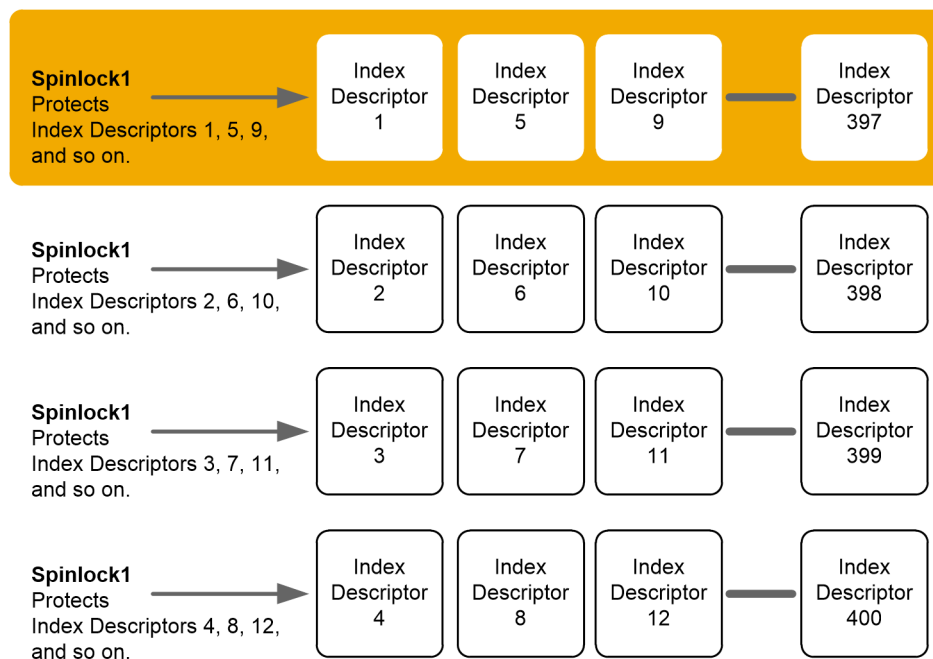 Spinlock1
Protects
Index Descriptors 1, 5, 9,
and so on.
Index
Descriptor
1
Index
Descriptor
5
Index
Descriptor
9
Index
Descriptor
397
Spinlock1
Protects
Index Descriptors 2, 6, 10,
and so on.
Index
Descriptor
2
Index
Descriptor
6
Index
Descriptor
10
Index
Descriptor
398
Spinlock1
Protects
Index Descriptors 3, 7, 11,
and so on.
Index
Descriptor
3
Index
Descriptor
7
Index
Descriptor
11
Index
Descriptor
399
Spinlock1
Protects
Index Descriptors 4, 8, 12,
and so on.
Index
Descriptor
4
Index
Descriptor
8
Index
Descriptor
12
Index
Descriptor
400